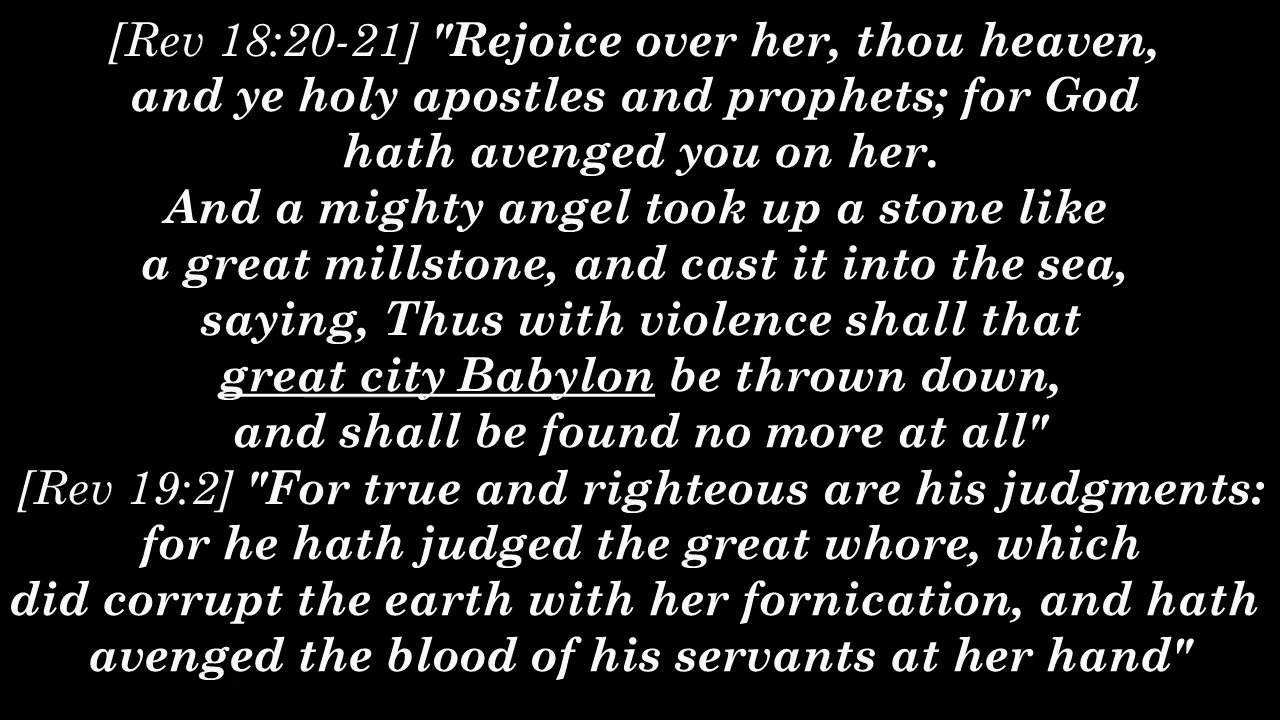 [Rev 18:20-21] "Rejoice over her, thou heaven,
and ye holy apostles and prophets; for God
hath avenged you on her.
And a mighty angel took up a stone like
a great millstone, and cast it into the sea,
saying, Thus with violence shall that
great city Babylon be thrown down,
and shall be found no more at all"
[Rev 19:2] "For true and righteous are his judgments:
for he hath judged the great whore, which
did corrupt the earth with her fornication, and hath
avenged the blood of his servants at her hand"